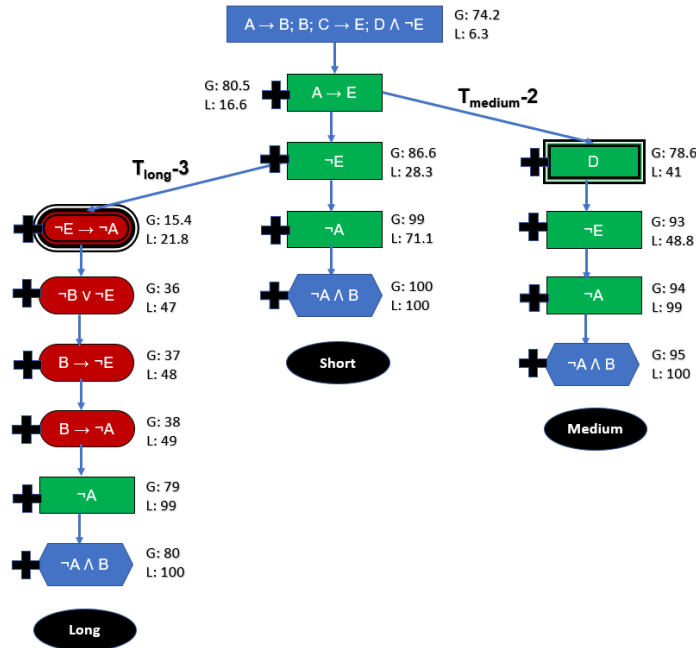 A → B; B; C → E; D Λ ¬E
G: 74.2
L: 6.3
G: 80.5
L: 16.6
A → E
T_medium-2
¬E
G: 86.6
L: 28.3
D
G: 78.6
L: 41
T_long-3
¬E → ¬A
G: 15.4
L: 21.8
¬A
G: 99
L: 71.1
¬E
G: 93
L: 48.8
¬B v ¬E
G: 36
L: 47
¬A Λ B
G: 100
L: 100
¬A
G: 94
L: 99
B → ¬E
G: 37
L: 48
Short
¬A Λ B
G: 95
L: 100
B → ¬A
G: 38
L: 49
Medium
¬A
G: 79
L: 99
¬A Λ B
G: 80
L: 100
Long